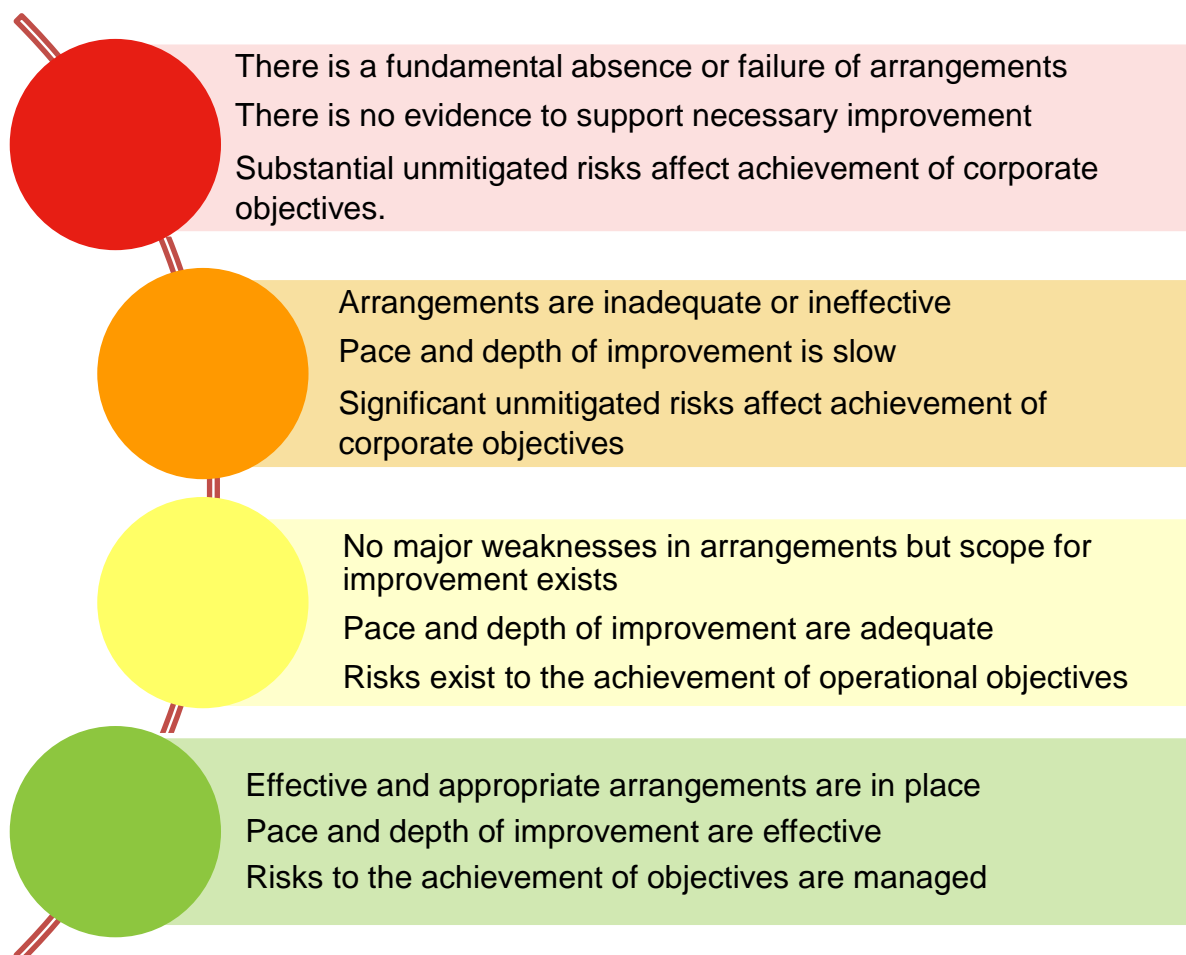 There is a fundamental absence or failure of arrangements
There is no evidence to support necessary improvement
Substantial unmitigated risks affect achievement of corporate
objectives.
Arrangements are inadequate or ineffective
Pace and depth of improvement is slow
Significant unmitigated risks affect achievement of
corporate objectives
No major weaknesses in arrangements but scope for
improvement exists
Pace and depth of improvement are adequate
Risks exist to the achievement of operational objectives
Effective and appropriate arrangements are in place
Pace and depth of improvement are effective
Risks to the achievement of objectives are managed